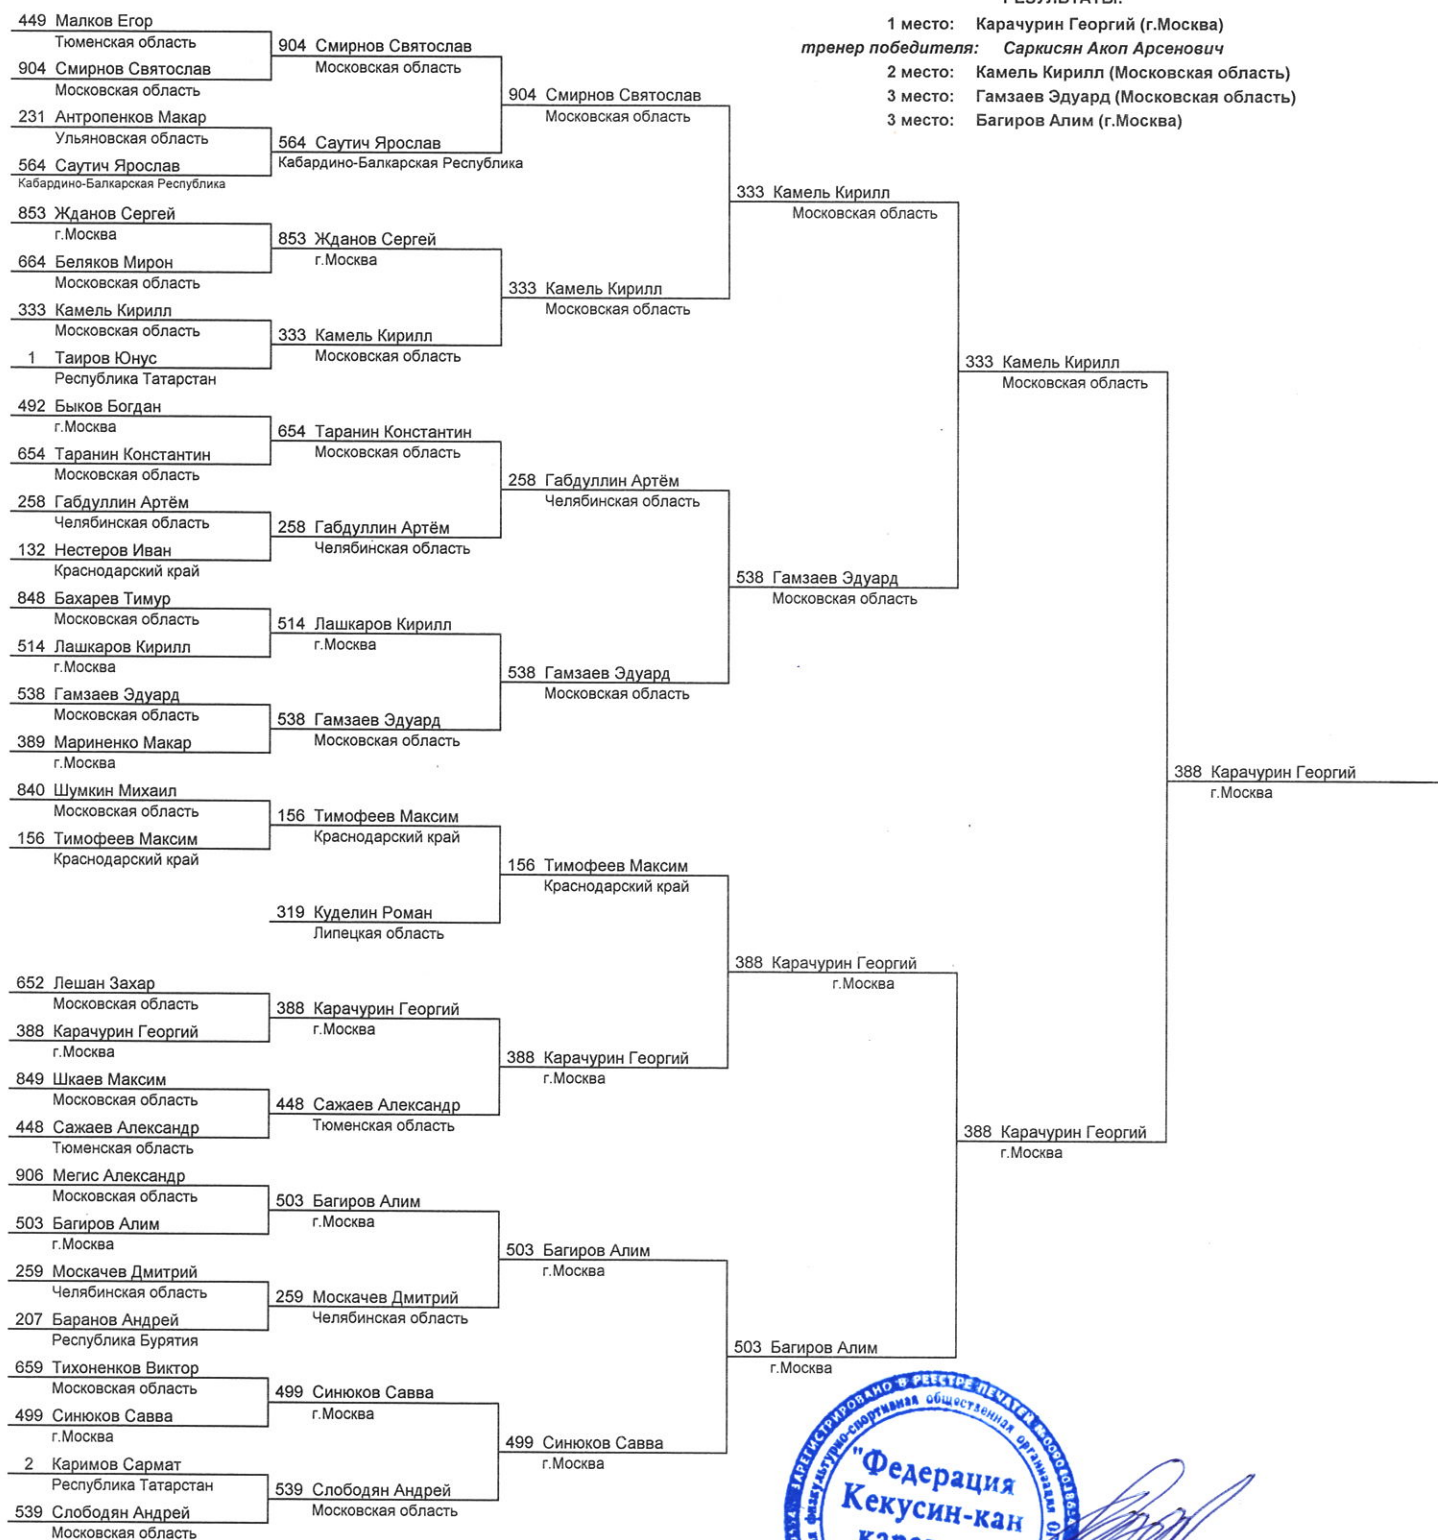 РЕЗУЛЬТАТЫ:
1 место: Карачурин Георгий (г.Москва)
тренер победителя: Саркисян Акоп Арсенович
2 место: Камель Кирилл (Московская область)
3 место: Гамзаев Эдуард (Московская область)
3 место: Багиров Алим (г.Москва)
449 Малков Егор
Тюменская область
904 Смирнов Святослав
Московская область
231 Антропенков Макар
Ульяновская область
564 Саутич Ярослав
Кабардино-Балкарская Республика
853 Жданов Сергей
г.Москва
664 Беляков Мирон
Московская область
333 Камель Кирилл
Московская область
1 Таиров Юнус
Республика Татарстан
492 Быков Богдан
г.Москва
654 Таранин Константин
Московская область
258 Габдуллин Артём
Челябинская область
132 Нестеров Иван
Краснодарский край
848 Бахарев Тимур
Московская область
514 Лашкаров Кирилл
г.Москва
538 Гамзаев Эдуард
Московская область
389 Мариненко Макар
г.Москва
840 Шумкин Михаил
Московская область
156 Тимофеев Максим
Краснодарский край
652 Лешан Захар
Московская область
388 Карачурин Георгий
г.Москва
849 Шкаев Максим
Московская область
448 Сажаев Александр
Тюменская область
906 Мегис Александр
Московская область
503 Багиров Алим
г.Москва
259 Москачев Дмитрий
Челябинская область
207 Баранов Андрей
Республика Бурятия
659 Тихоненков Виктор
Московская область
499 Синюков Савва
г.Москва
2 Каримов Сармат
Республика Татарстан
539 Слободян Андрей
Московская область
904 Смирнов Святослав
Московская область
564 Саутич Ярослав
Кабардино-Балкарская Республика
853 Жданов Сергей
г.Москва
333 Камель Кирилл
Московская область
654 Таранин Константин
Московская область
258 Габдуллин Артём
Челябинская область
514 Лашкаров Кирилл
г.Москва
538 Гамзаев Эдуард
Московская область
156 Тимофеев Максим
Краснодарский край
319 Куделин Роман
Липецкая область
388 Карачурин Георгий
г.Москва
448 Сажаев Александр
Тюменская область
503 Багиров Алим
г.Москва
259 Москачев Дмитрий
Челябинская область
499 Синюков Савва
г.Москва
539 Слободян Андрей
Московская область
904 Смирнов Святослав
Московская область
333 Камель Кирилл
Московская область
258 Габдуллин Артём
Челябинская область
538 Гамзаев Эдуард
Московская область
156 Тимофеев Максим
Краснодарский край
388 Карачурин Георгий
г.Москва
503 Багиров Алим
г.Москва
499 Синюков Савва
г.Москва
333 Камель Кирилл
Московская область
538 Гамзаев Эдуард
Московская область
388 Карачурин Георгий
г.Москва
503 Багиров Алим
г.Москва
333 Камель Кирилл
Московская область
388 Карачурин Георгий
г.Москва
388 Карачурин Георгий
г.Москва
ЗАРЕГИСТРИРОВАНО В РЕЕСТРЕ ПЕЧАТЕЙ
физкультурно-спортивная общественная организация
"Федерация
Кекусин-кан